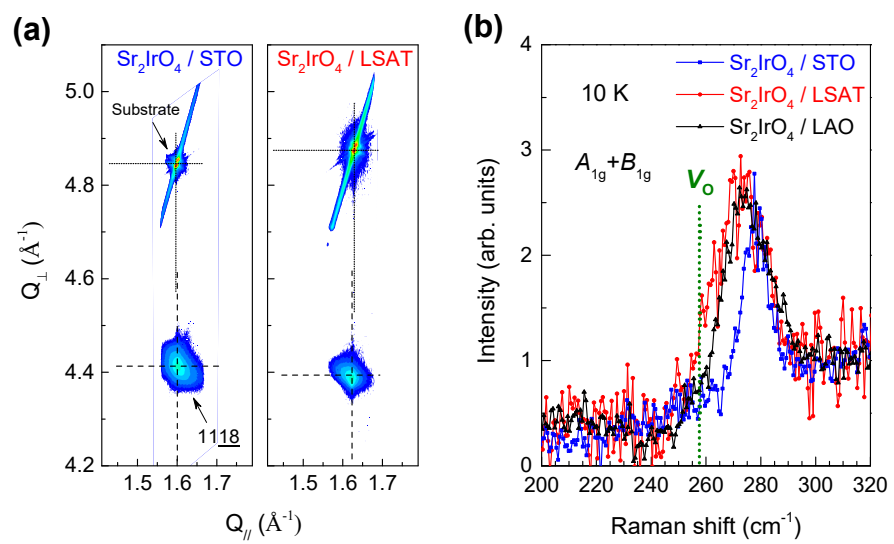 (a)
Sr₂IrO₄ / STO
Sr₂IrO₄ / LSAT
Substrate
1118
5.0
4.8
4.6
4.4
4.2
Q⊥ (Å⁻¹)
1.5 1.6 1.7
1.5 1.6 1.7
Q// (Å⁻¹)
(b)
Sr₂IrO₄ / STO
Sr₂IrO₄ / LSAT
Sr₂IrO₄ / LAO
10 K
A₁g+B₁g
V_O
5
4
3
2
1
0
Intensity (arb. units)
200 220 240 260 280 300 320
Raman shift (cm⁻¹)